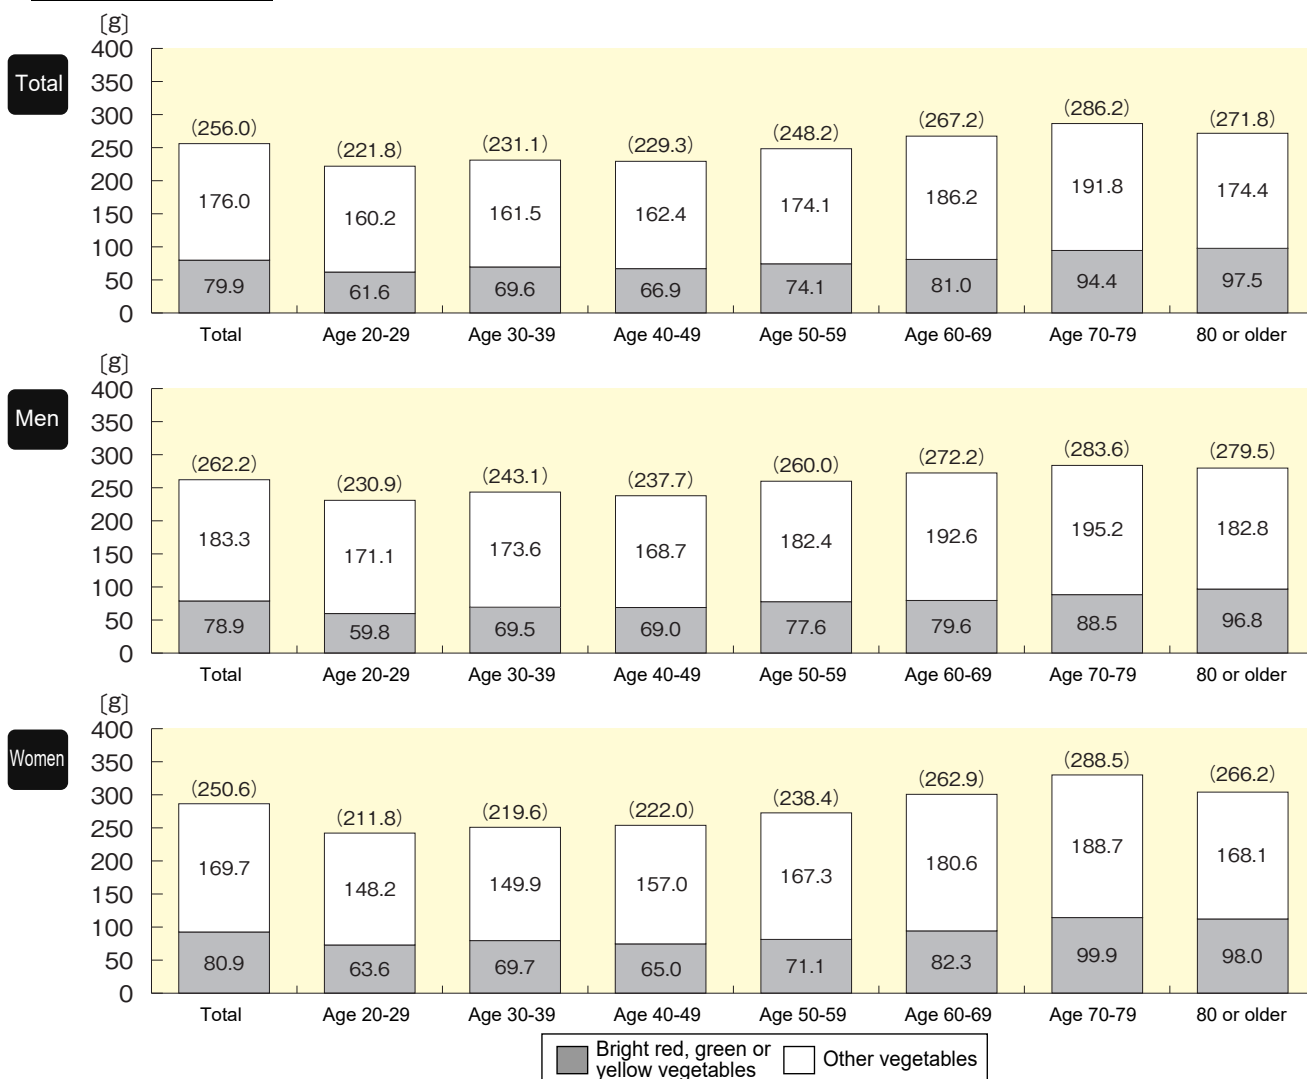 [g]
Total
400
350
300
250
200
150
100
50
0
(256.0) (221.8) (231.1) (229.3) (248.2) (267.2) (286.2) (271.8)
176.0 160.2 161.5 162.4 174.1 186.2 191.8 174.4
79.9 61.6 69.6 66.9 74.1 81.0 94.4 97.5
Total Age 20-29 Age 30-39 Age 40-49 Age 50-59 Age 60-69 Age 70-79 80 or older
[g]
Men
400
350
300
250
200
150
100
50
0
(262.2) (230.9) (243.1) (237.7) (260.0) (272.2) (283.6) (279.5)
183.3 171.1 173.6 168.7 182.4 192.6 195.2 182.8
78.9 59.8 69.5 69.0 77.6 79.6 88.5 96.8
Total Age 20-29 Age 30-39 Age 40-49 Age 50-59 Age 60-69 Age 70-79 80 or older
[g]
Women
400
350
300
250
200
150
100
50
0
(250.6) (211.8) (219.6) (222.0) (238.4) (262.9) (288.5) (266.2)
169.7 148.2 149.9 157.0 167.3 180.6 188.7 168.1
80.9 63.6 69.7 65.0 71.1 82.3 99.9 98.0
Total Age 20-29 Age 30-39 Age 40-49 Age 50-59 Age 60-69 Age 70-79 80 or older
Bright red, green or
yellow vegetables
Other vegetables